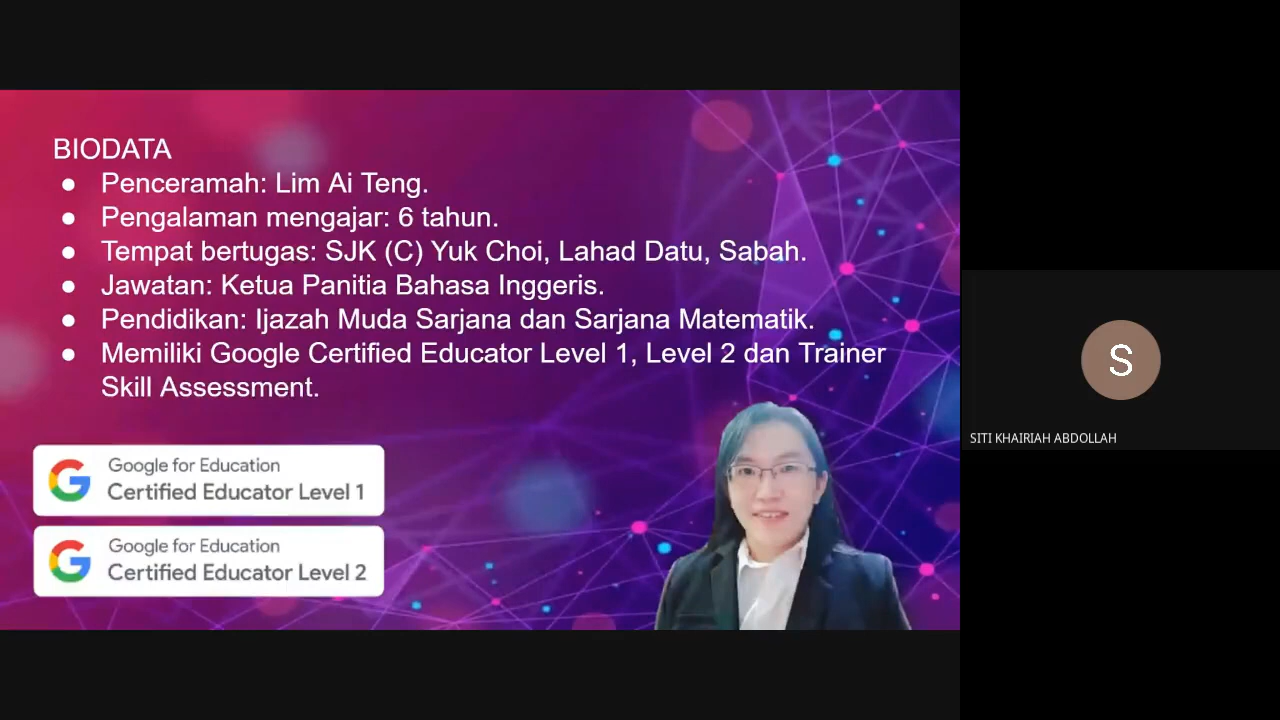 BIODATA
● Penceramah: Lim Ai Teng.
● Pengalaman mengajar: 6 tahun.
● Tempat bertugas: SJK (C) Yuk Choi, Lahad Datu, Sabah.
● Jawatan: Ketua Panitia Bahasa Inggeris.
● Pendidikan: Ijazah Muda Sarjana dan Sarjana Matematik.
● Memiliki Google Certified Educator Level 1, Level 2 dan Trainer
Skill Assessment.
Google for Education
Certified Educator Level 1
Google for Education
Certified Educator Level 2
S
SITI KHAIRIAH ABDOLLAH